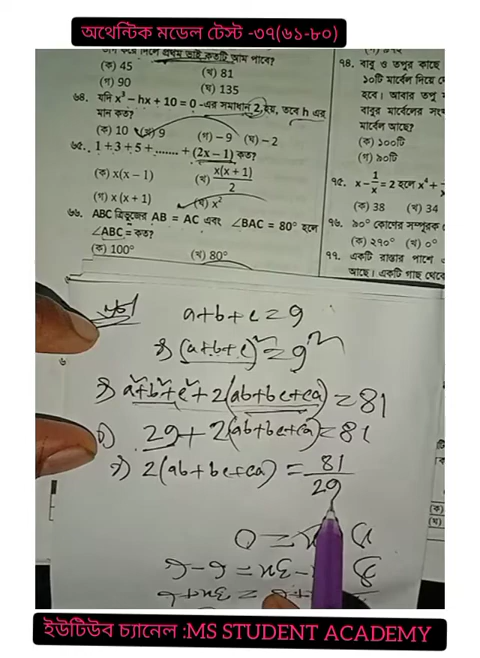 অথেন্টিক মডেল টেস্ট -৩৭(৬১-৮০)
প্রথম ভাই কতটি আম পাবে?
(ক) 45 (খ) 81
(গ) 90 (ঘ) 135
৬৪. যদি x³ − hx + 10 = 0 -এর সমাধান 2 হয়, তবে h এর
মান কত?
(ক) 10 (খ) 9 (গ) – 9 (ঘ) – 2
৬৫. 1 + 3 + 5 + ........ + (2x – 1) কত?
(ক) x(x – 1) (খ) x(x + 1)/2
(গ) x (x + 1) (ঘ) x²
৬৬. ABC ত্রিভুজের AB = AC এবং ∠BAC = 80° হলে
∠ABC = কত?
(ক) 100° (খ) 80°
৭৪. বাবু ও তপুর কাছে
১০টি মার্বেল দিয়ে
হবে। আবার তপু
বাবুর মার্বেলের
মার্বেল আছে?
(ক) ১০০টি
(গ) ৯০টি
৭৫. x – 1/x = 2 হলে x⁴ +
(ক) 38 (খ) 34
৭৬. ৯০° কোণের সম্পূরক
(ক) ২৭০° (খ) ০°
৭৭. একটি রাস্তার পাশে
আছে। একটি গাছ থেকে
a+b+c = 9
(a+b+c)² = 9²
a²+b²+c²+2(ab+bc+ca) = 81
29+2(ab+bc+ca) = 81
2(ab+bc+ca) = 81/29
ইউটিউব চ্যানেল :MS STUDENT ACADEMY